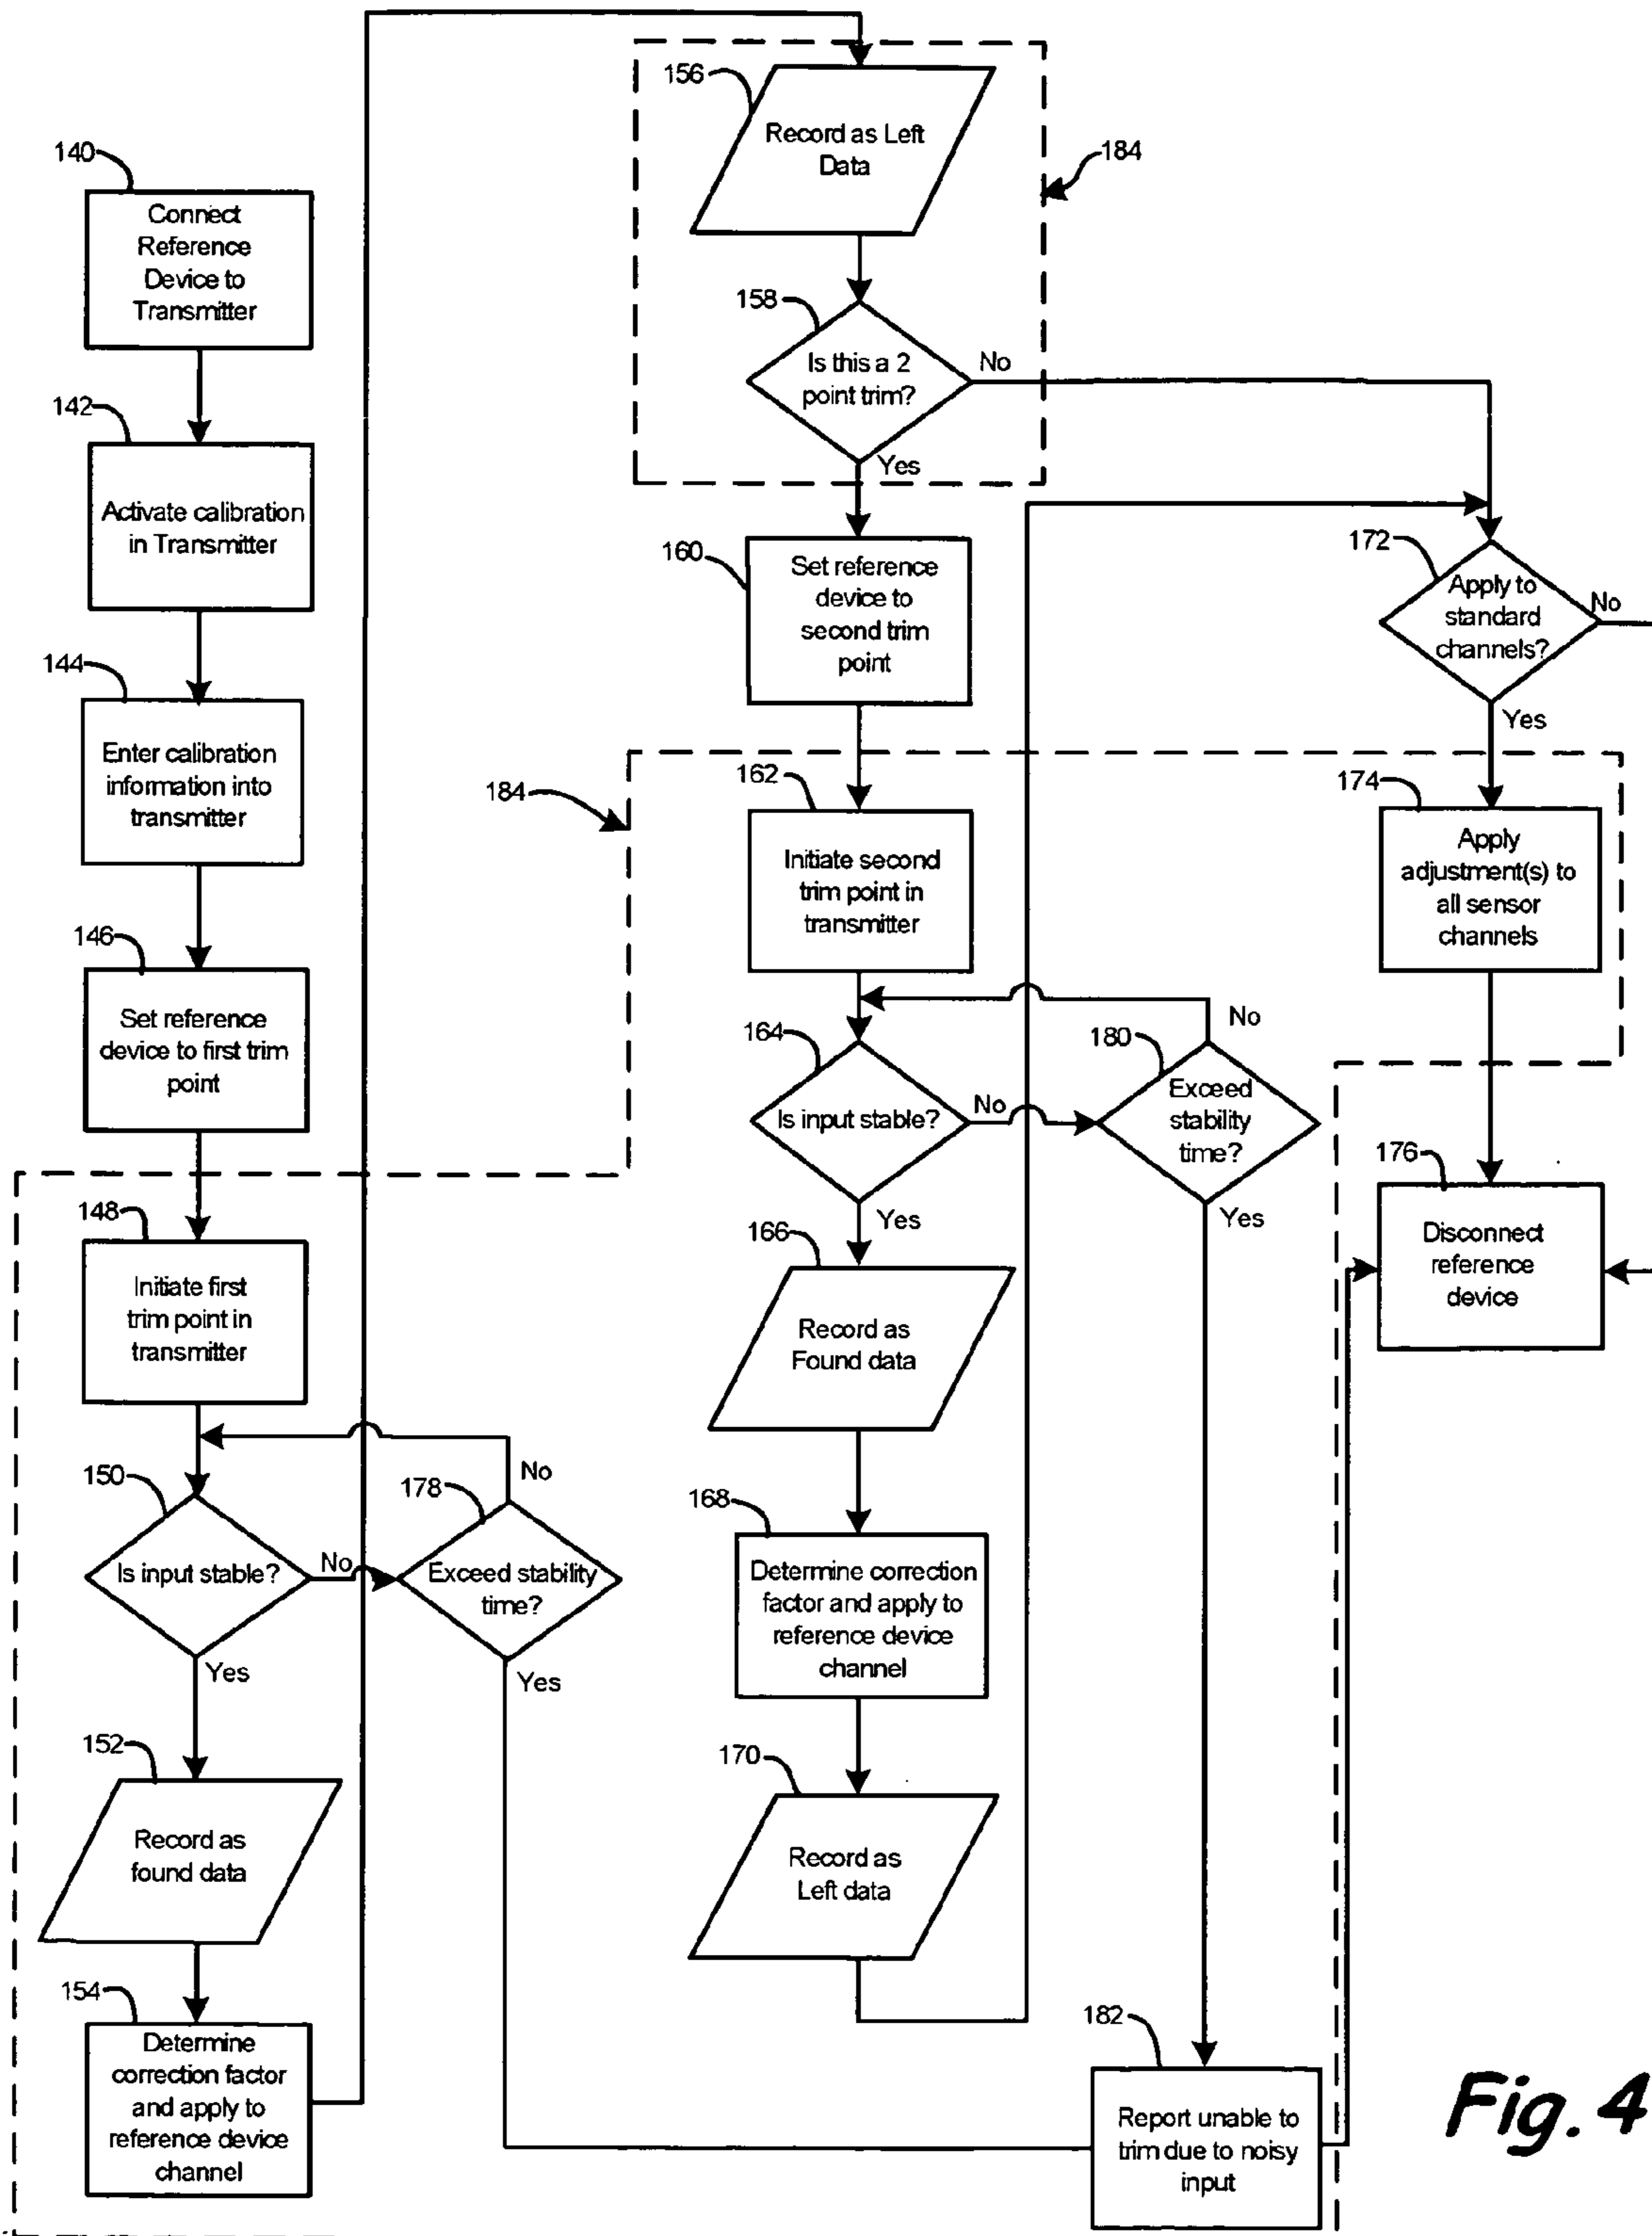 140
Connect
Reference
Device to
Transmitter
142
Activate calibration
in Transmitter
144
Enter calibration
information into
transmitter
146
Set reference
device to first trim
point
148
Initiate first
trim point in
transmitter
150
Is input stable?
No
Yes
178
Exceed stability
time?
No
Yes
152
Record as
found data
154
Determine
correction factor
and apply to
reference device
channel
156
Record as Left
Data
184
158
Is this a 2
point trim?
No
Yes
160
Set reference
device to
second trim
point
184
162
Initiate second
trim point in
transmitter
164
Is input stable?
No
Yes
180
Exceed
stability
time?
No
Yes
166
Record as
Found data
168
Determine correction
factor and apply to
reference device
channel
170
Record as
Left data
172
Apply to
standard
channels?
No
Yes
174
Apply
adjustment(s) to
all sensor
channels
176
Disconnect
reference
device
182
Report unable to
trim due to noisy
input
Fig. 4